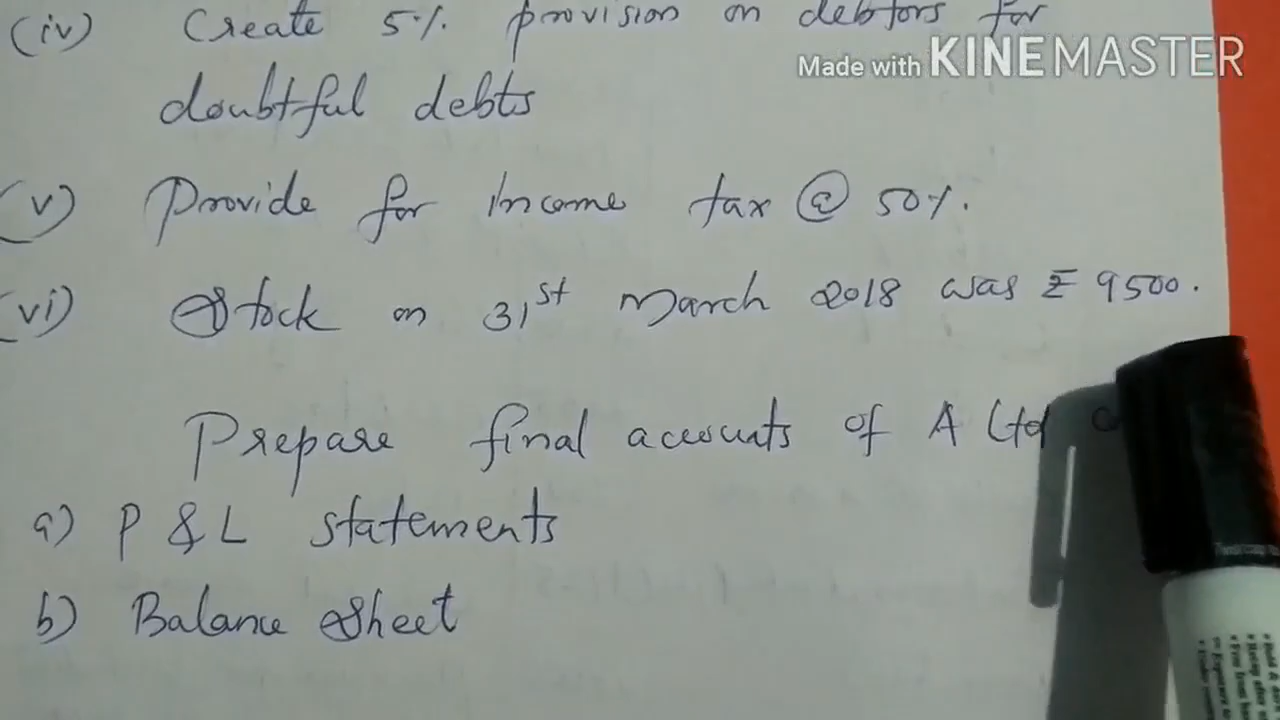 (iv) Create 5% provision on debtors for
Made with KINEMASTER
doubtful debts
(v) Provide for income tax @ 50%.
(vi) Stock on 31st March 2018 was ₹ 9500.
Prepare final accounts of A Ltd
a) P & L statements
b) Balance Sheet